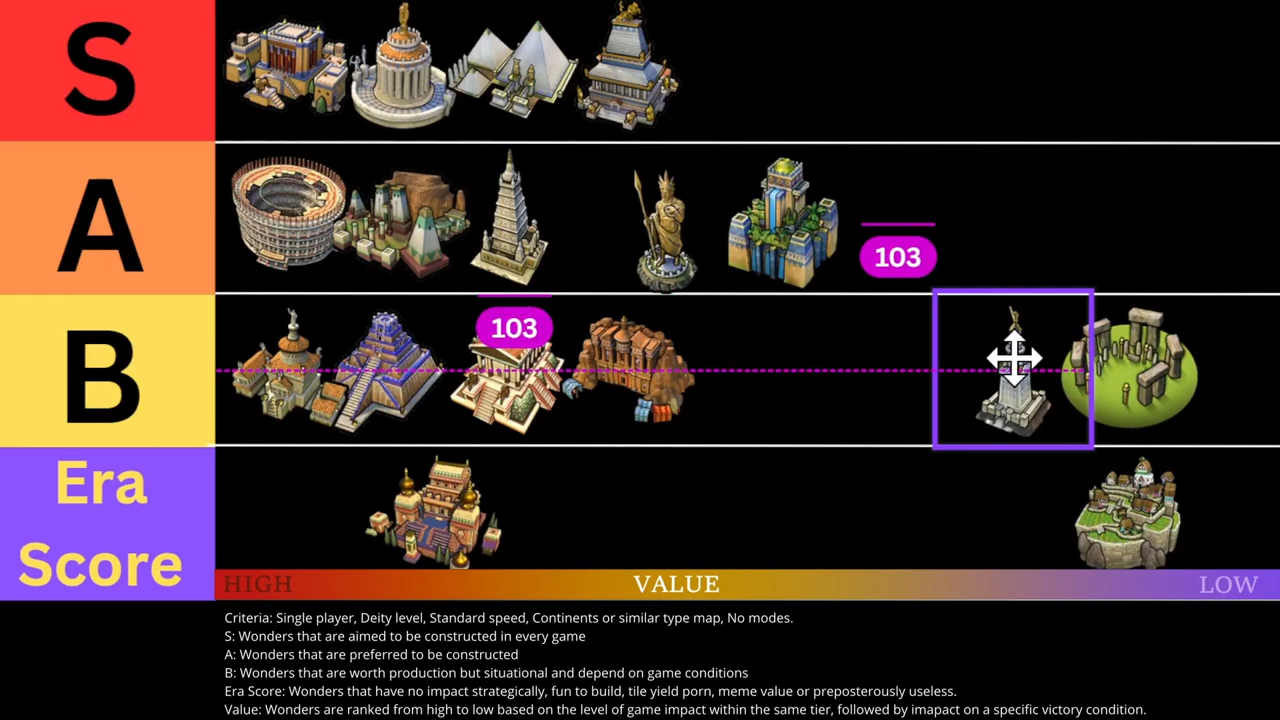 S
A
103
B
103
Era
Score
HIGH
VALUE
LOW
Criteria: Single player, Deity level, Standard speed, Continents or similar type map, No modes.
S: Wonders that are aimed to be constructed in every game
A: Wonders that are preferred to be constructed
B: Wonders that are worth production but situational and depend on game conditions
Era Score: Wonders that have no impact strategically, fun to build, tile yield porn, meme value or preposterously useless.
Value: Wonders are ranked from high to low based on the level of game impact within the same tier, followed by imapact on a specific victory condition.